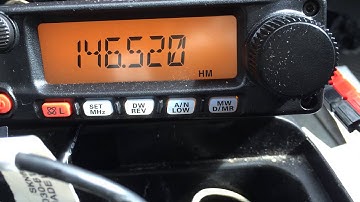 146.520
HM
L
SET MHz
DW REV
A/N LOW
MW D/MR